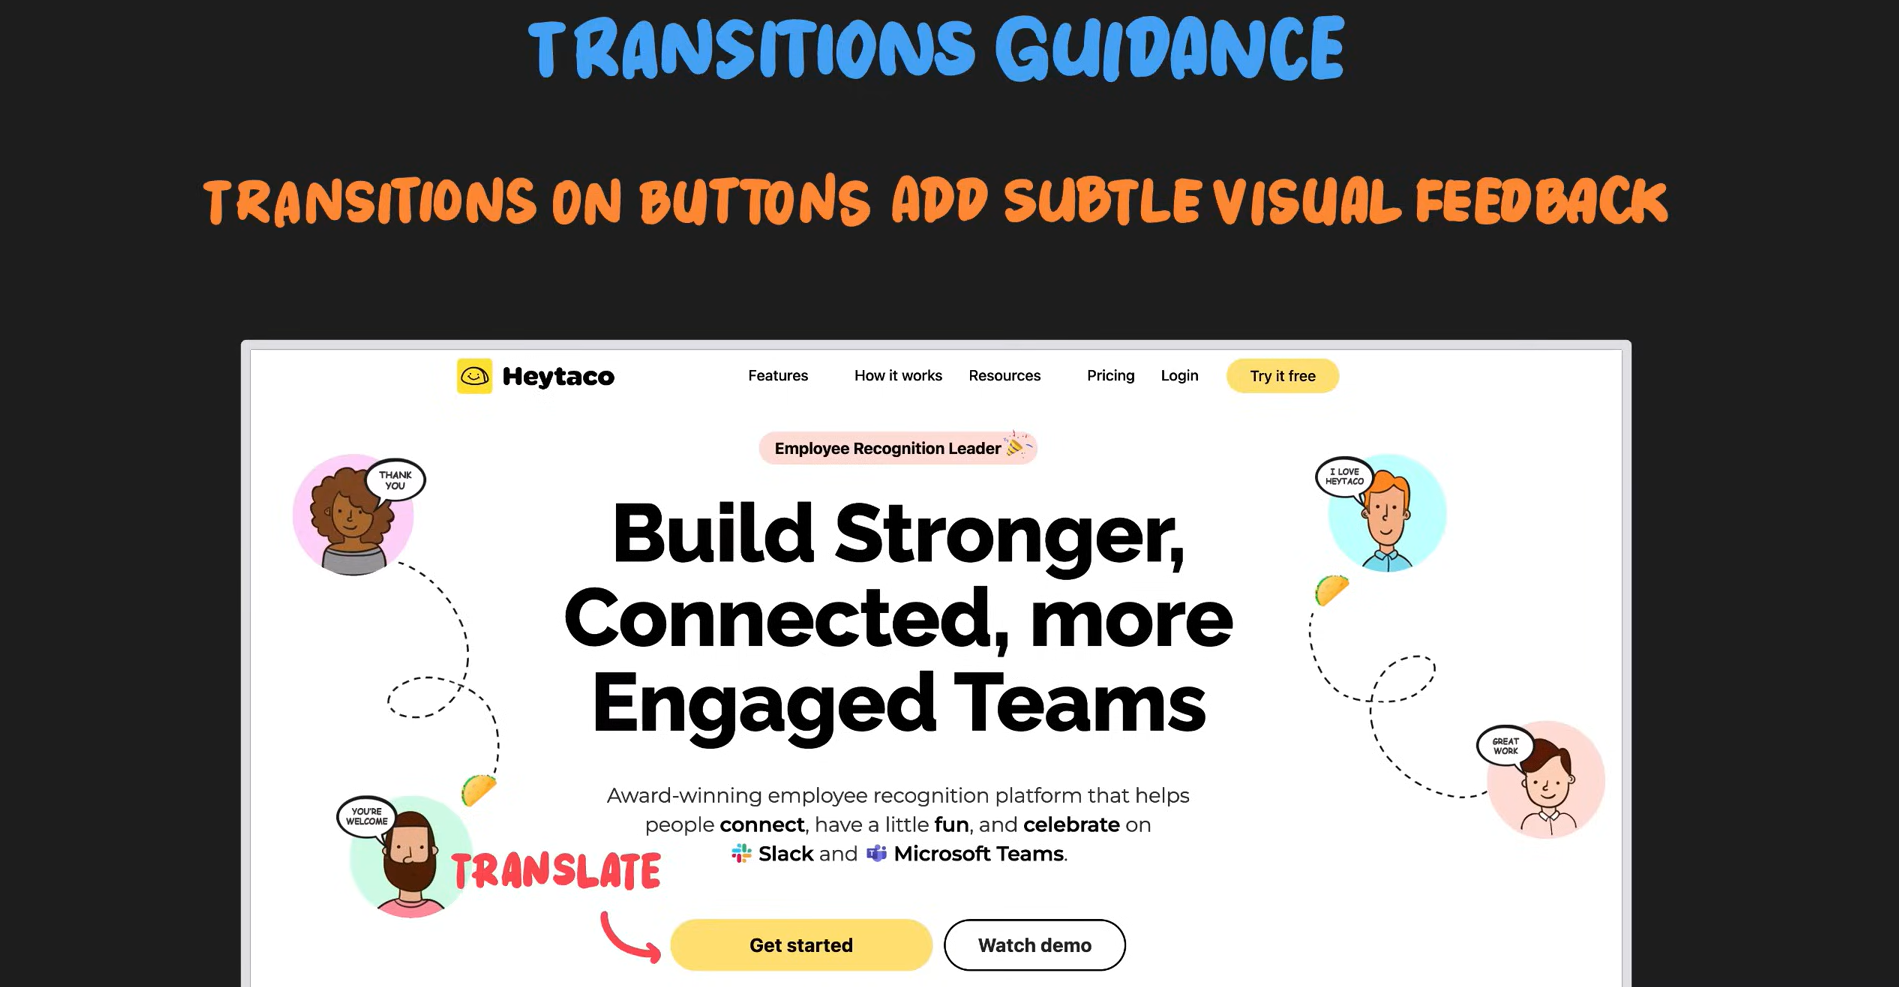 TRANSITIONS GUIDANCE
TRANSITIONS ON BUTTONS ADD SUBTLE VISUAL FEEDBACK
Heytaco
Features How it works Resources Pricing Login Try it free
Employee Recognition Leader
THANK
YOU
I LOVE
HEYTACO
Build Stronger,
Connected, more
Engaged Teams
GREAT
WORK
Award-winning employee recognition platform that helps
people connect, have a little fun, and celebrate on
Slack and Microsoft Teams.
YOU'RE
WELCOME
TRANSLATE
Get started
Watch demo